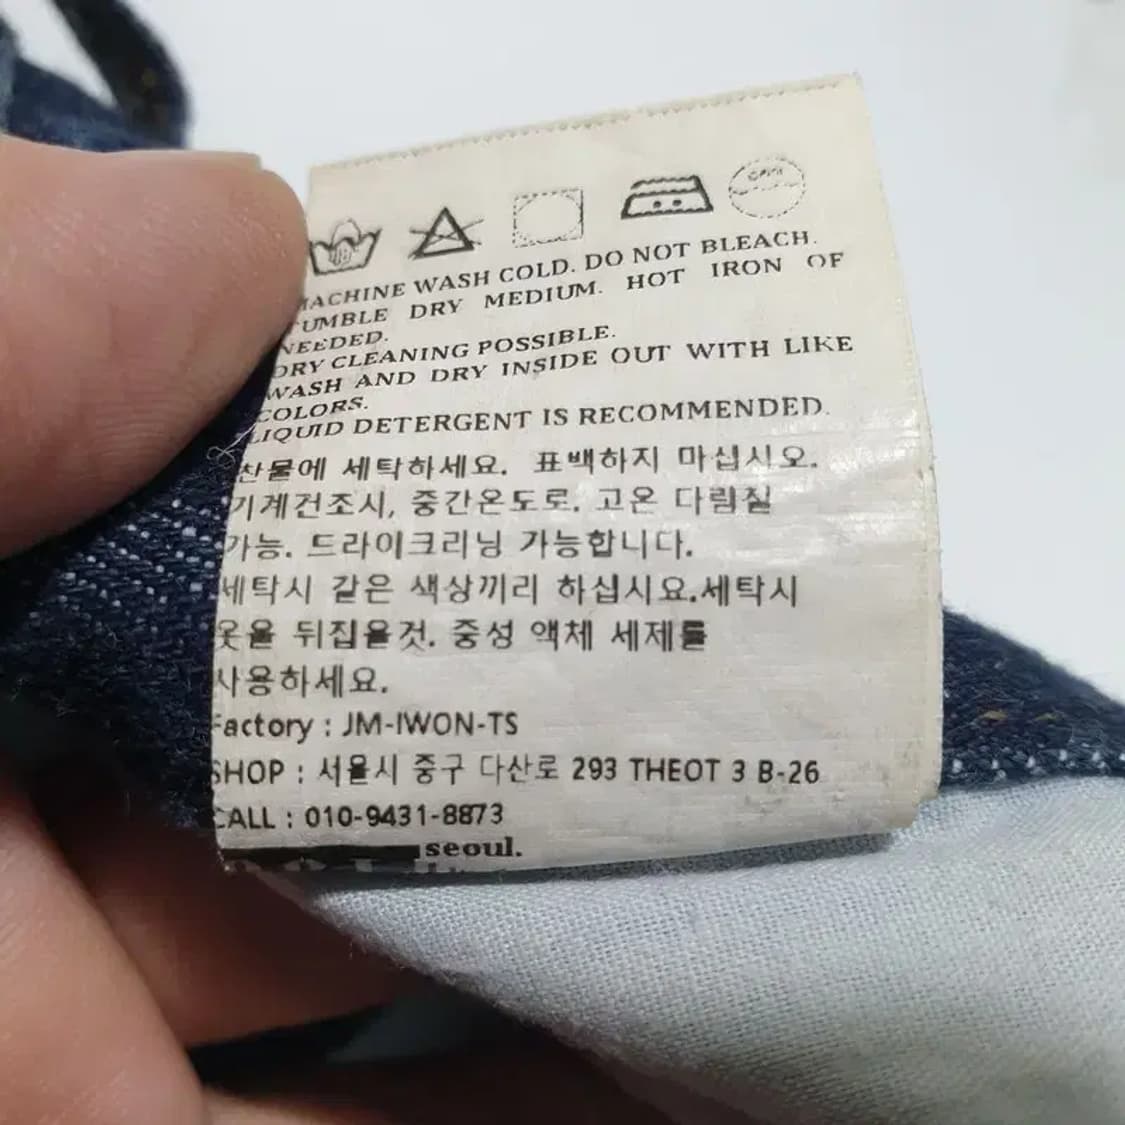 MACHINE WASH COLD. DO NOT BLEACH.
TUMBLE DRY MEDIUM. HOT IRON OF
NEEDED.
DRY CLEANING POSSIBLE.
WASH AND DRY INSIDE OUT WITH LIKE
COLORS.
LIQUID DETERGENT IS RECOMMENDED.
찬물에 세탁하세요. 표백하지 마십시오.
기계건조시, 중간온도로. 고온 다림질
가능. 드라이크리닝 가능합니다.
세탁시 같은 색상끼리 하십시요.세탁시
옷을 뒤집을것. 중성 액체 세제를
사용하세요.
Factory : JM-IWON-TS
SHOP : 서울시 중구 다산로 293 THEOT 3 B-26
CALL : 010-9431-8873
seoul.